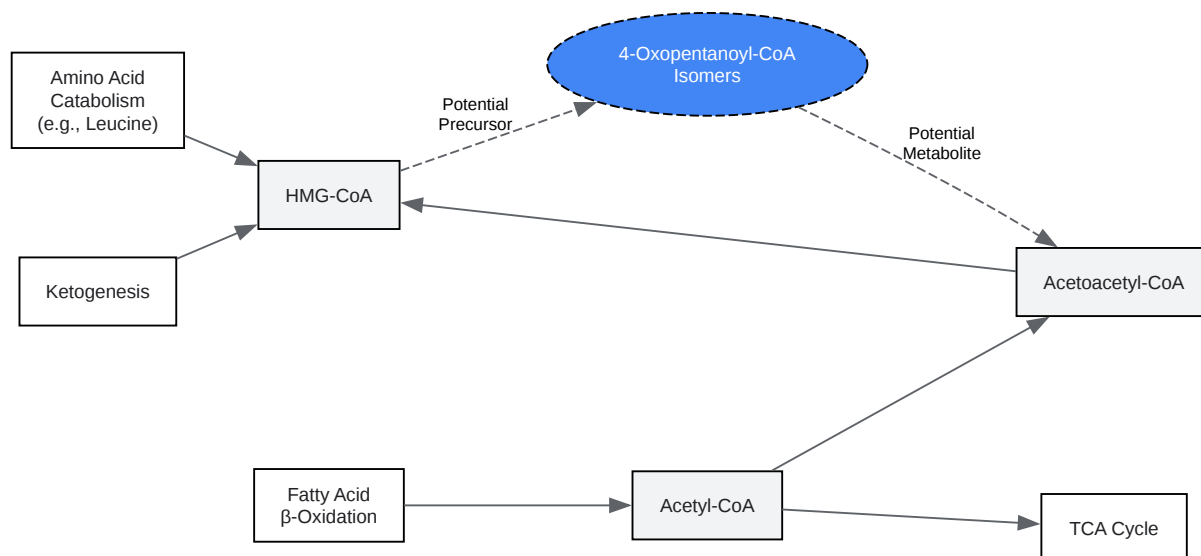 4-Oxopentanoyl-CoA
Isomers
Amino Acid
Catabolism
(e.g., Leucine)
Potential
Precursor
Potential
Metabolite
HMG-CoA
Ketogenesis
Acetoacetyl-CoA
Fatty Acid
β-Oxidation
Acetyl-CoA
TCA Cycle